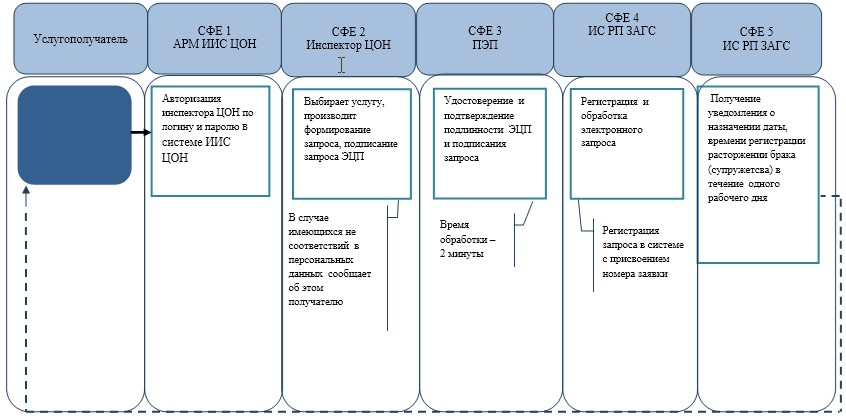 Услугополучатель
СФЕ 1
АРМ ИИС ЦОН
СФЕ 2
Инспектор ЦОН
СФЕ 3
ПЭП
СФЕ 4
ИС РП ЗАГС
СФЕ 5
ИС РП ЗАГС
Авторизация
инспектора ЦОН по
логину и паролю в
системе ИИС
ЦОН
Выбирает услугу,
производит
формирование
запроса, подписание
запроса ЭЦП
В случае
имеющихся не
соответствий в
персональных
данных сообщает
об этом
получателю
Удостоверение и
подтверждение
подлинности ЭЦП
и подписания
запроса
Время
обработки –
2 минуты
Регистрация и
обработка
электронного
запроса
Регистрация
запроса в системе
с присвоением
номера заявки
Получение
уведомления о
назначении даты,
времени регистрации
расторжении брака
(супружетсва) в
течение одного
рабочего дня